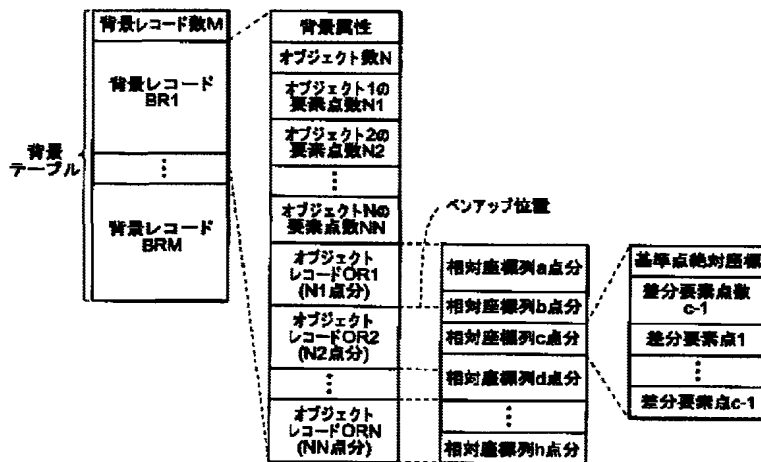 背景レコード数M
背景レコード
BR1
⋮
背景レコード
BRM
背景
テーブル
背景属性
オブジェクト数N
オブジェクト1の
要素点数N1
オブジェクト2の
要素点数N2
⋮
オブジェクトNの
要素点数NN
オブジェクト
レコードOR1
(N1点分)
オブジェクト
レコードOR2
(N2点分)
⋮
オブジェクト
レコードORN
(NN点分)
ペンアップ位置
相対座標列a点分
相対座標列b点分
相対座標列c点分
相対座標列d点分
⋮
相対座標列h点分
基準点絶対座標
差分要素点数
c-1
差分要素点1
⋮
差分要素点c-1